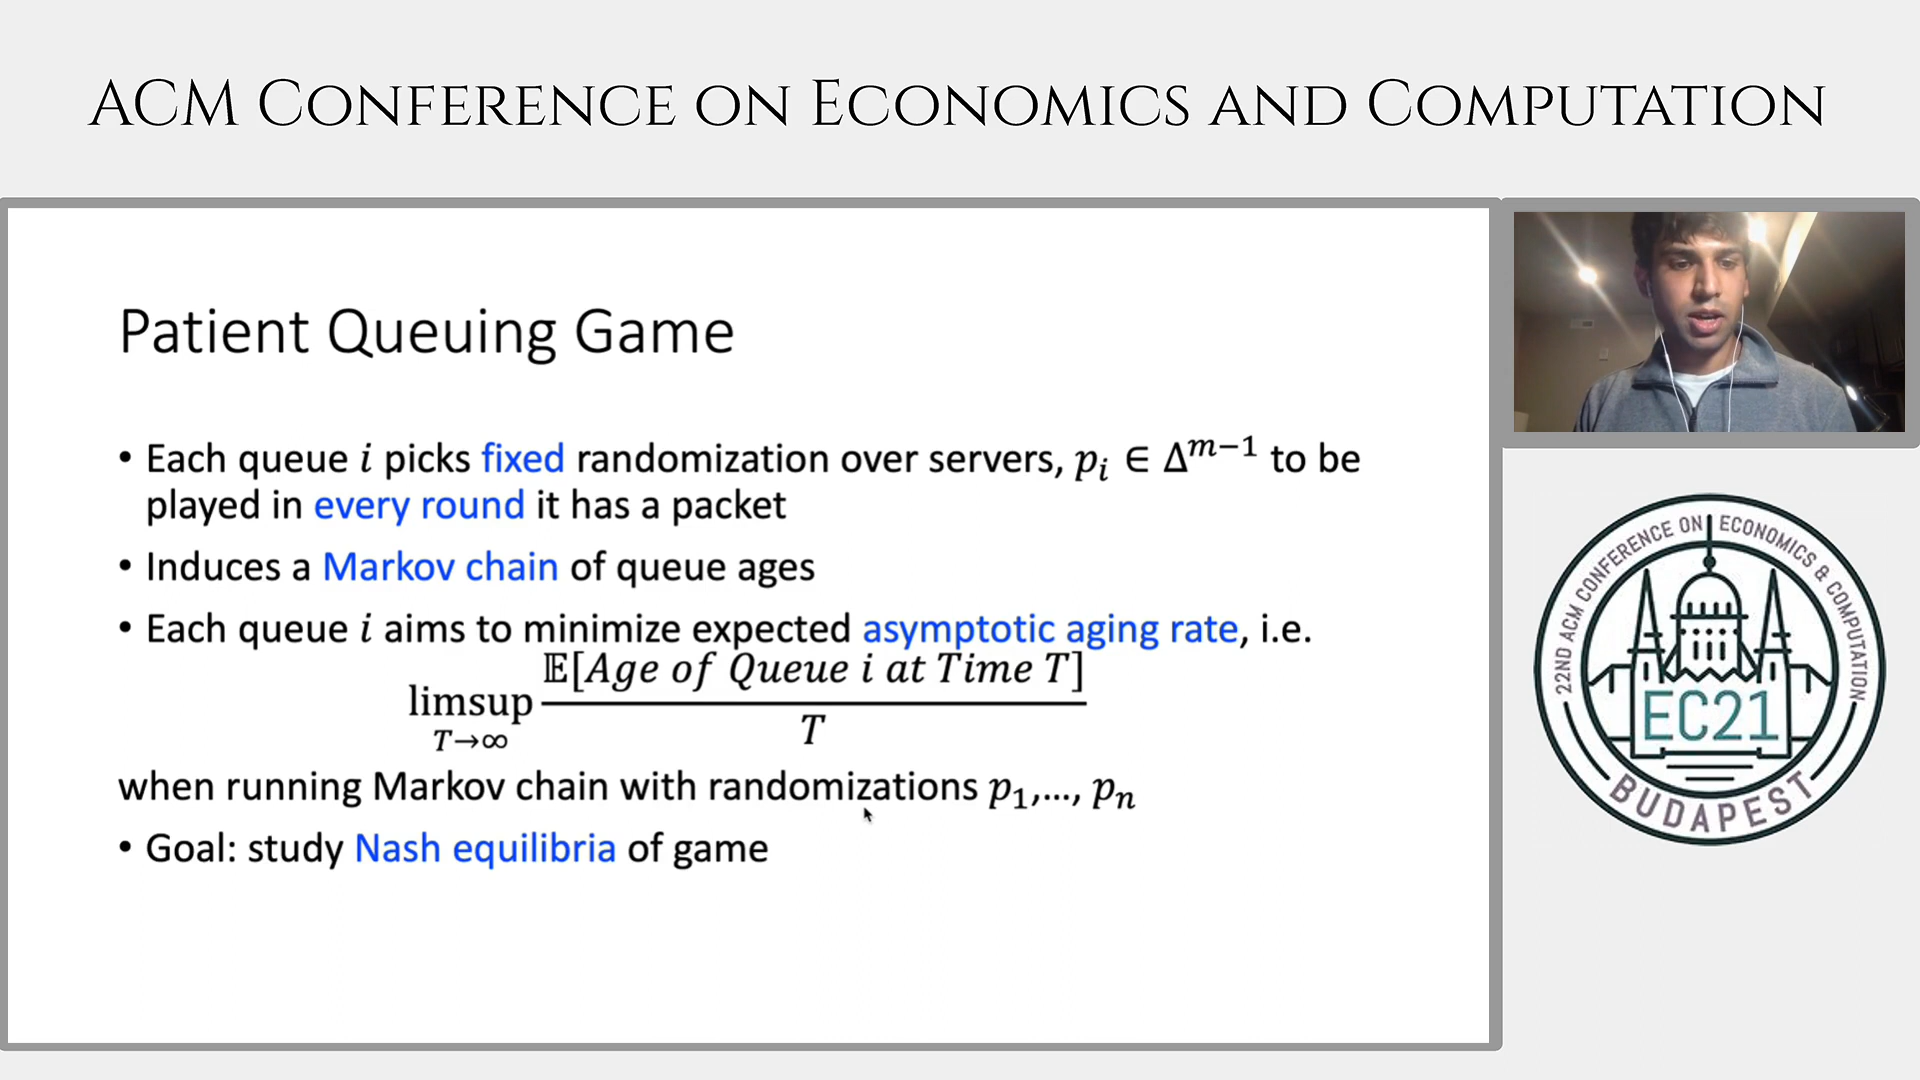 ACM Conference on Economics and Computation
Patient Queuing Game
• Each queue i picks fixed randomization over servers, pᵢ ∈ Δᵐ⁻¹ to be
played in every round it has a packet
• Induces a Markov chain of queue ages
• Each queue i aims to minimize expected asymptotic aging rate, i.e.
limsup T→∞ 𝔼[Age of Queue i at Time T] / T
when running Markov chain with randomizations p₁,…, pₙ
• Goal: study Nash equilibria of game
22ND ACM CONFERENCE ON ECONOMICS & COMPUTATION
EC21
BUDAPEST